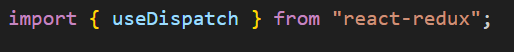 import { useDispatch } from "react-redux";